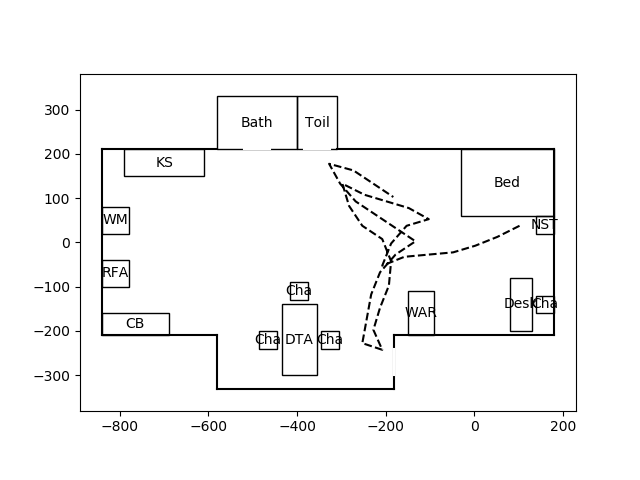 300
200
100
0
−100
−200
−300
Bath
Toil
KS
Bed
WM
NST
RFA
Cha
Desk
Cha
WAR
CB
Cha
DTA
Cha
−800
−600
−400
−200
0
200